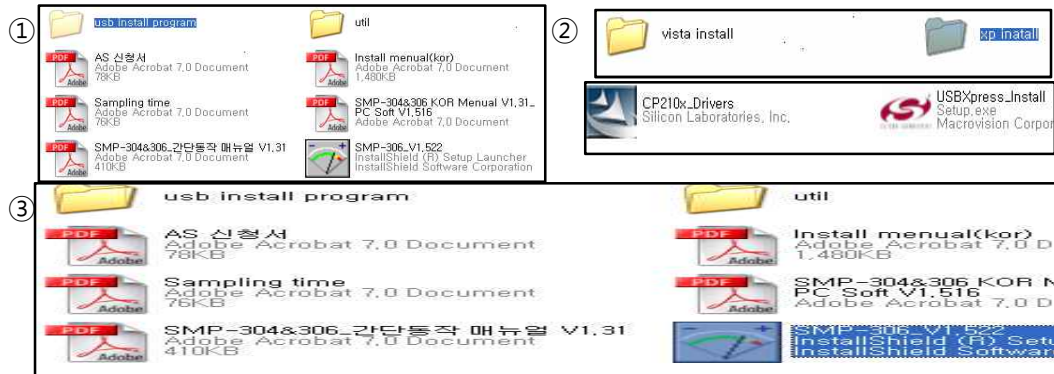 ①
usb install program
util
AS 신청서
Adobe Acrobat 7,0 Document
78KB
Install menual(kor)
Adobe Acrobat 7,0 Document
1,480KB
Sampling time
Adobe Acrobat 7,0 Document
76KB
SMP-304&306 KOR Menual V1,31_
PC Soft V1,516
Adobe Acrobat 7,0 Document
SMP-304&306_간단동작 매뉴얼 V1.31
Adobe Acrobat 7,0 Document
410KB
SMP-306_V1,522
InstallShield (R) Setup Launcher
InstallShield Software Corporation
②
vista install
xp inatall
CP210x_Drivers
Silicon Laboratories, Inc,
USBXpress_Install
Setup,exe
Macrovision Corpor
③
usb install program
util
AS 신청서
Adobe Acrobat 7,0 Document
78KB
Install menual(kor)
Adobe Acrobat 7,0 D
1,480KB
Sampling time
Adobe Acrobat 7,0 Document
76KB
SMP-304&306 KOR
PC Soft V1,516
Adobe Acrobat 7,0 D
SMP-304&306_간단동작 매뉴얼 V1,31
Adobe Acrobat 7,0 Document
410KB
SMP-306_V1,522
InstallShield (R) Setu
InstallShield Software